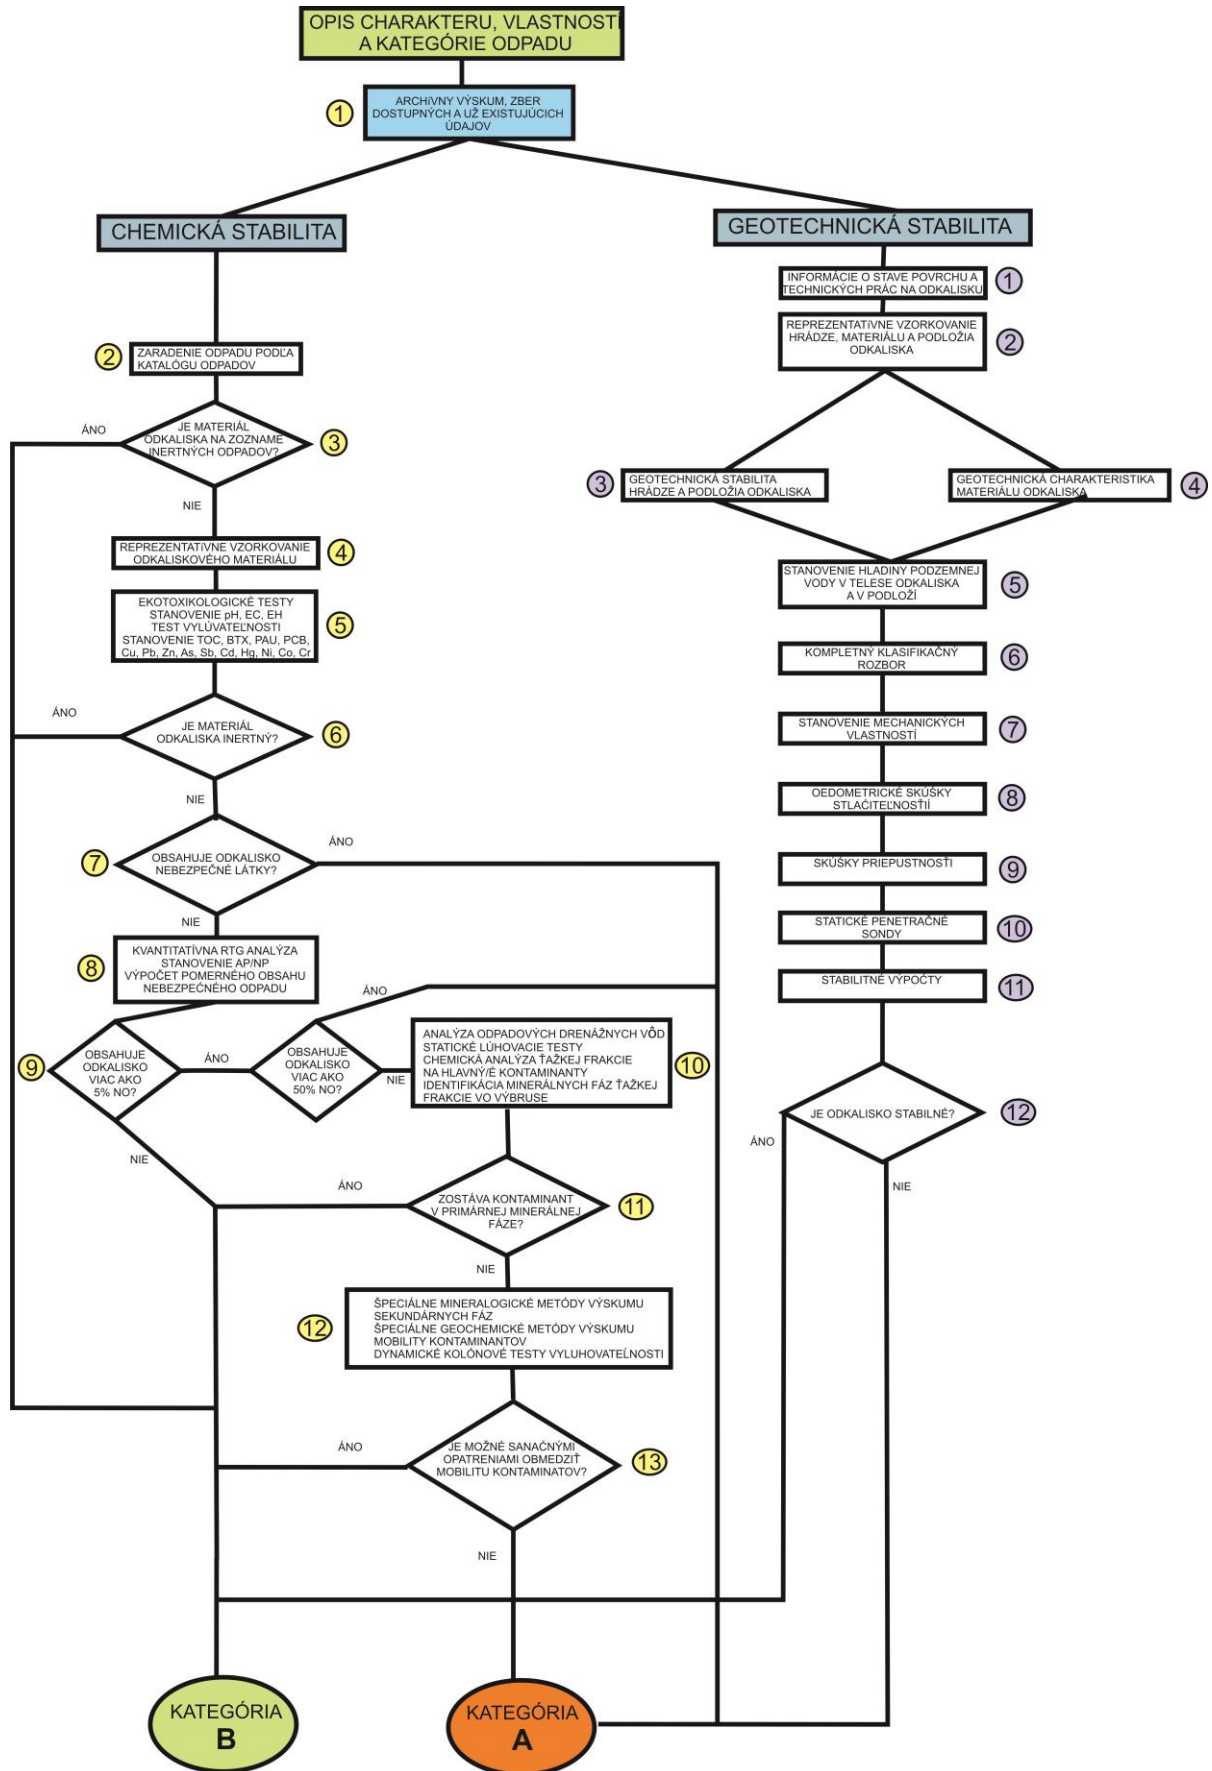 OPIS CHARAKTERU, VLASTNOSTÍ
A KATEGÓRIE ODPADU
1
ARCHíVNY VÝSKUM, ZBER
DOSTUPNÝCH A UŽ EXISTUJÚCICH
ÚDAJOV
CHEMICKÁ STABILITA
2
ZARADENIE ODPADU PODĽA
KATALÓGU ODPADOV
ÁNO
JE MATERIÁL
ODKALISKA NA ZOZNAME
INERTNÝCH ODPADOV?
3
NIE
REPREZENTATíVNE VZORKOVANIE
ODKALISKOVÉHO MATERIÁLU
4
EKOTOXIKOLOGICKÉ TESTY
STANOVENIE pH, EC, EH
TEST VYLÚVATEĽNOSTI
STANOVENIE TOC, BTX, PAU, PCB,
Cu, Pb, Zn, As, Sb, Cd, Hg, Ni, Co, Cr
5
ÁNO
JE MATERIÁL
ODKALISKA INERTNÝ?
6
NIE
7
OBSAHUJE ODKALISKO
NEBEZPEČNÉ LÁTKY?
ÁNO
NIE
8
KVANTITATÍVNA RTG ANALÝZA
STANOVENIE AP/NP
VÝPOČET POMERNÉHO OBSAHU
NEBEZPEČNÉHO ODPADU
9
OBSAHUJE
ODKALISKO
VIAC AKO
5% NO?
ÁNO
NIE
ÁNO
OBSAHUJE
ODKALISKO
VIAC AKO
50% NO?
NIE
ANALÝZA ODPADOVÝCH DRENÁŽNYCH VÔD
STATICKÉ LÚHOVACIE TESTY
CHEMICKÁ ANALÝZA ŤAŽKEJ FRAKCIE
NA HLAVNÝ/É KONTAMINANTY
IDENTIFIKÁCIA MINERÁLNYCH FÁZ ŤAŽKEJ
FRAKCIE VO VÝBRUSE
10
ÁNO
ZOSTÁVA KONTAMINANT
V PRIMÁRNEJ MINERÁLNEJ
FÁZE?
11
NIE
12
ŠPECIÁLNE MINERALOGICKÉ METÓDY VÝSKUMU
SEKUNDÁRNYCH FÁZ
ŠPECIÁLNE GEOCHEMICKÉ METÓDY VÝSKUMU
MOBILITY KONTAMINANTOV
DYNAMICKÉ KOLÓNOVÉ TESTY VYLUHOVATEĹNOSTI
ÁNO
JE MOŽNÉ SANAČNÝMI
OPATRENIAMI OBMEDZIŤ
MOBILITU KONTAMINATOV?
13
NIE
GEOTECHNICKÁ STABILITA
INFORMÁCIE O STAVE POVRCHU A
TECHNICKÝCH PRÁC NA ODKALISKU
1
REPREZENTATíVNE VZORKOVANIE
HRÁDZE, MATERIÁLU A PODLOŽIA
ODKALISKA
2
3
GEOTECHNICKÁ STABILITA
HRÁDZE A PODLOŽIA ODKALISKA
GEOTECHNICKÁ CHARAKTERISTIKA
MATERIÁLU ODKALISKA
4
STANOVENIE HLADINY PODZEMNEJ
VODY V TELESE ODKALISKA
A V PODLOŽÍ
5
KOMPLETNÝ KLASIFIKAČNÝ
ROZBOR
6
STANOVENIE MECHANICKÝCH
VLASTNOSTÍ
7
OEDOMETRICKÉ SKÚŠKY
STLAĆITEĽNOSŤIÍ
8
SKÚŠKY PRIEPUSTNOSŤI
9
STATICKÉ PENETRAČNÉ
SONDY
10
STABILITNÉ VÝPOČTY
11
JE ODKALISKO STABILNÉ?
12
ÁNO
NIE
KATEGÓRIA
B
KATEGÓRIA
A